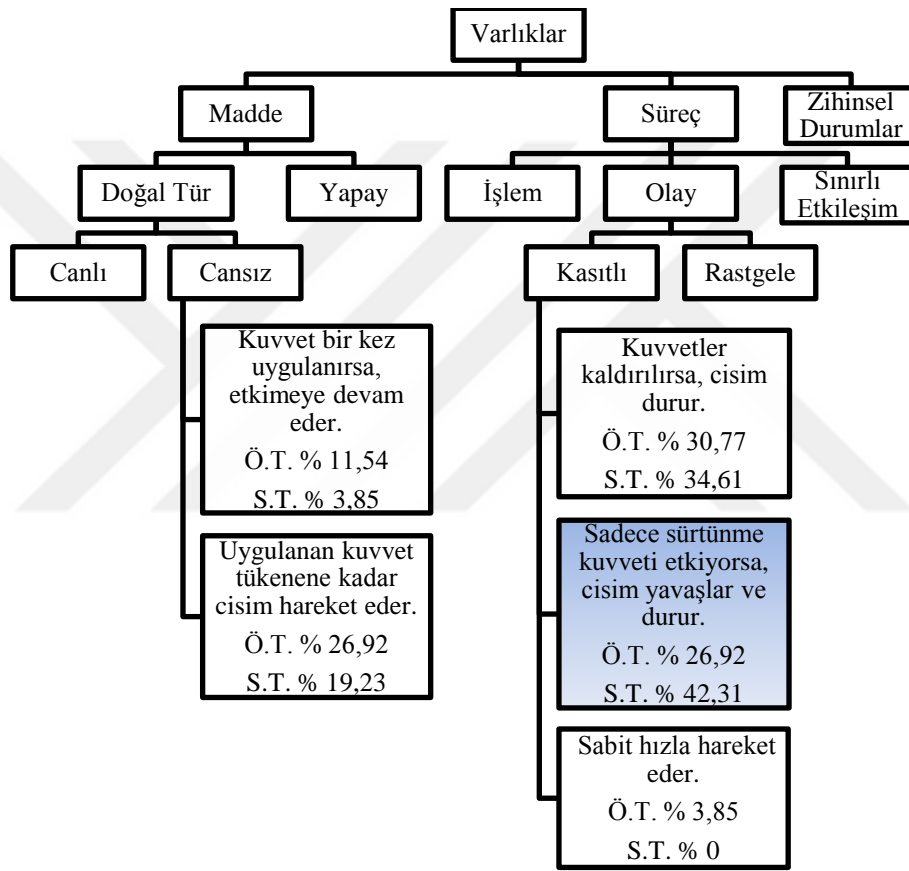 Varlıklar
Madde
Süreç
Zihinsel
Durumlar
Doğal Tür
Yapay
İşlem
Olay
Sınırlı
Etkileşim
Canlı
Cansız
Kasıtlı
Rastgele
Kuvvet bir kez
uygulanırsa,
etkimeye devam
eder.
Ö.T. % 11,54
S.T. % 3,85
Uygulanan kuvvet
tükenene kadar
cisim hareket eder.
Ö.T. % 26,92
S.T. % 19,23
Kuvvetler
kaldırılırsa, cisim
durur.
Ö.T. % 30,77
S.T. % 34,61
Sadece sürtünme
kuvveti etkiyorsa,
cisim yavaşlar ve
durur.
Ö.T. % 26,92
S.T. % 42,31
Sabit hızla hareket
eder.
Ö.T. % 3,85
S.T. % 0